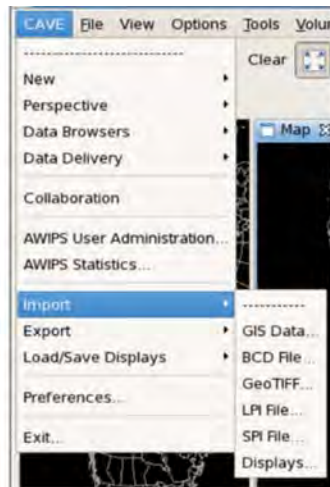 CAVE File View Options Tools Volu
Clear
----------------------------
New
Perspective
Map
Data Browsers
Data Delivery
Collaboration
AWIPS User Administration...
AWIPS Statistics...
Import
-----------
Export
GIS Data...
Load/Save Displays
BCD File...
GeoTIFF...
Preferences...
LPI File...
SPI File...
Exit...
Displays...